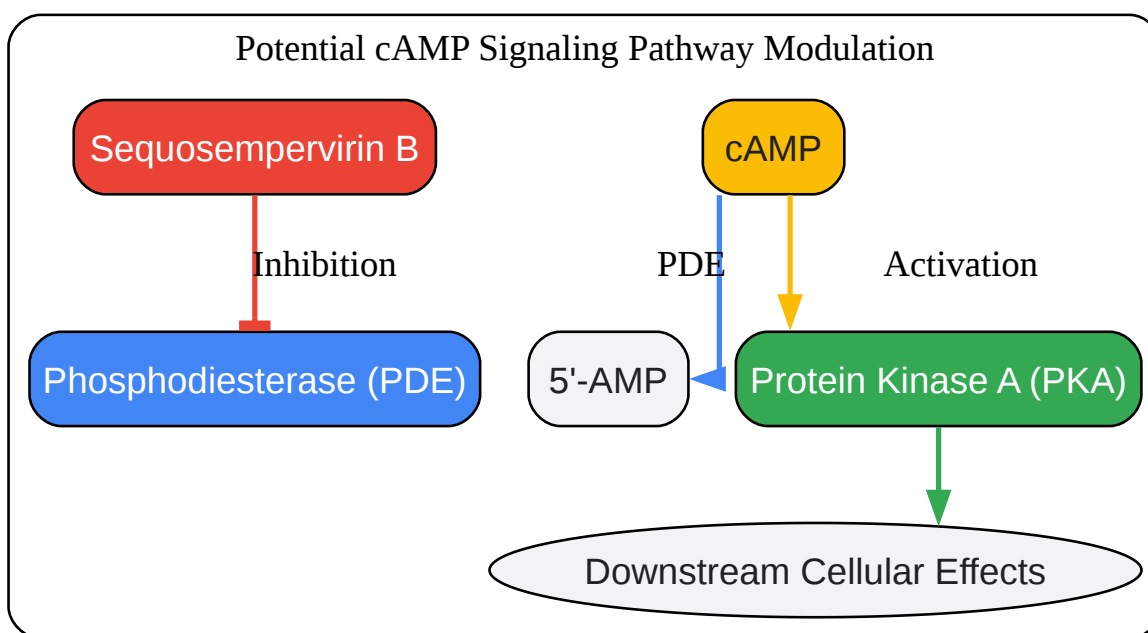 Potential cAMP Signaling Pathway Modulation
Sequosempervirin B
cAMP
Inhibition
PDE
Activation
Phosphodiesterase (PDE)
5'-AMP
Protein Kinase A (PKA)
Downstream Cellular Effects